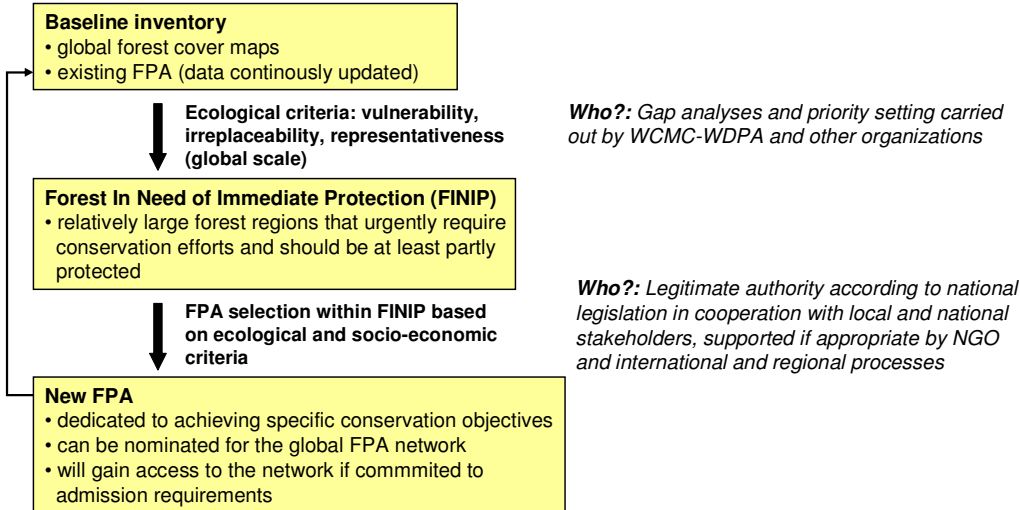 Baseline inventory
• global forest cover maps
• existing FPA (data continously updated)
Ecological criteria: vulnerability,
irreplaceability, representativeness
(global scale)
Who?: Gap analyses and priority setting carried
out by WCMC-WDPA and other organizations
Forest In Need of Immediate Protection (FINIP)
• relatively large forest regions that urgently require
conservation efforts and should be at least partly
protected
FPA selection within FINIP based
on ecological and socio-economic
criteria
Who?: Legitimate authority according to national
legislation in cooperation with local and national
stakeholders, supported if appropriate by NGO
and international and regional processes
New FPA
• dedicated to achieving specific conservation objectives
• can be nominated for the global FPA network
• will gain access to the network if commmited to
admission requirements